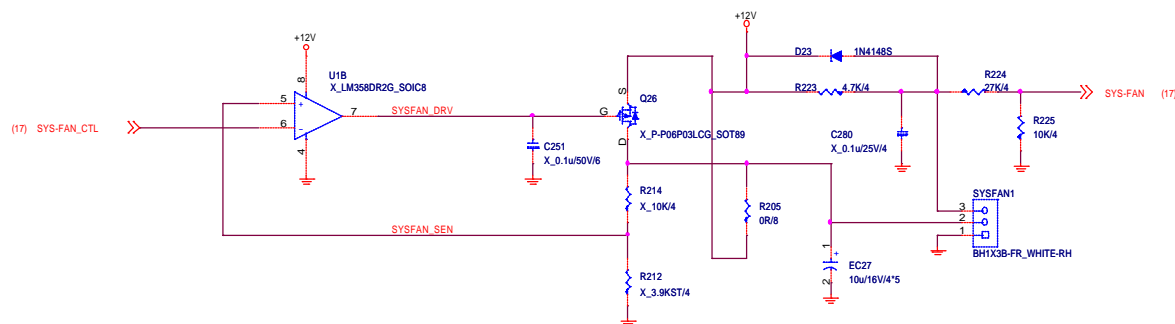 +12V
U1B
X_LM358DR2G_SOIC8
8
5
+
6
-
7
4
(17) SYS-FAN_CTL
SYSFAN_DRV
C251
X_0.1u/50V/6
S
Q26
G
X_P-P06P03LCG_SOT89
D
R214
X_10K/4
SYSFAN_SEN
R212
X_3.9KST/4
R205
0R/8
+12V
D23
1N4148S
R223
4.7K/4
R224
27K/4
SYS-FAN (17)
R225
10K/4
C280
X_0.1u/25V/4
1
+
EC27
10u/16V/4*5
2
SYSFAN1
3
2
1
BH1X3B-FR_WHITE-RH